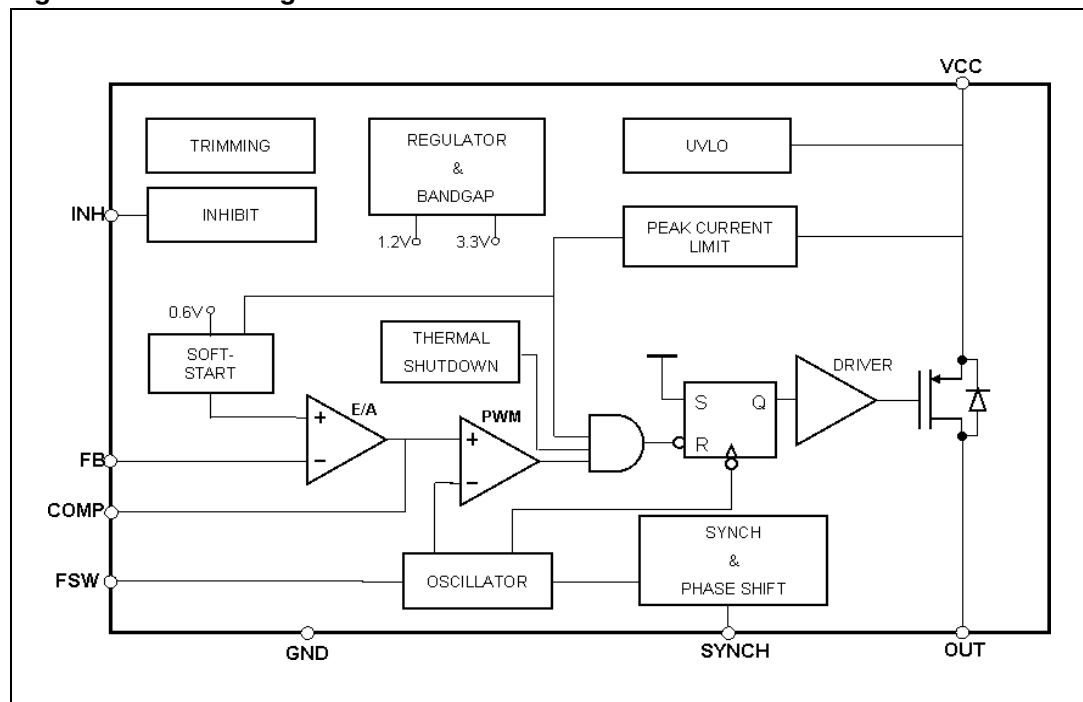 VCC
TRIMMING
REGULATOR
&
BANDGAP
UVLO
INH
INHIBIT
1.2V
3.3V
PEAK CURRENT
LIMIT
0.6V
SOFT-
START
THERMAL
SHUTDOWN
DRIVER
E/A
+
−
PWM
+
−
S
Q
R
FB
COMP
FSW
OSCILLATOR
SYNCH
&
PHASE SHIFT
GND
SYNCH
OUT